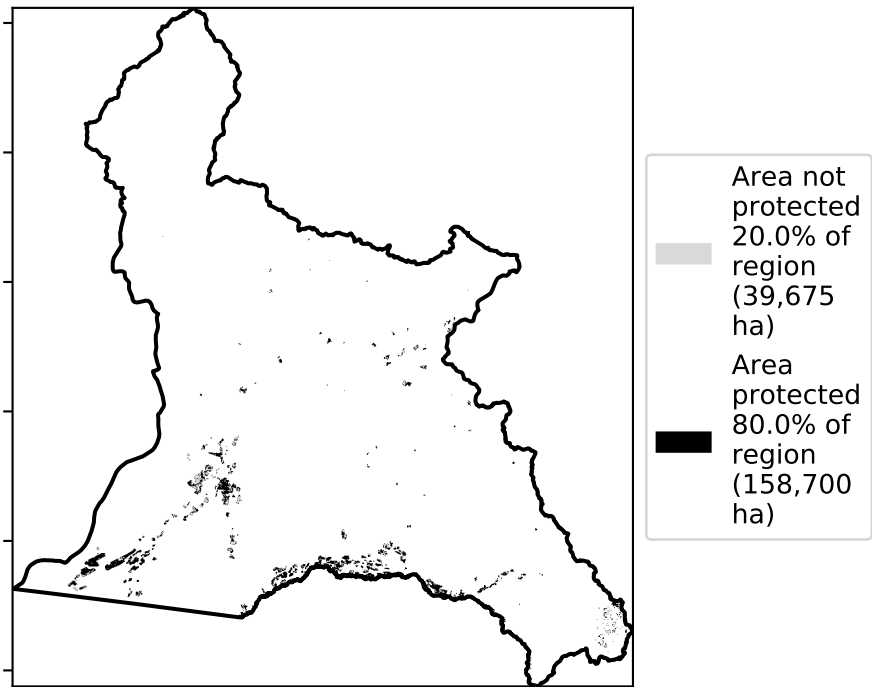 Area not
protected
20.0% of
region
(39,675
ha)
Area
protected
80.0% of
region
(158,700
ha)